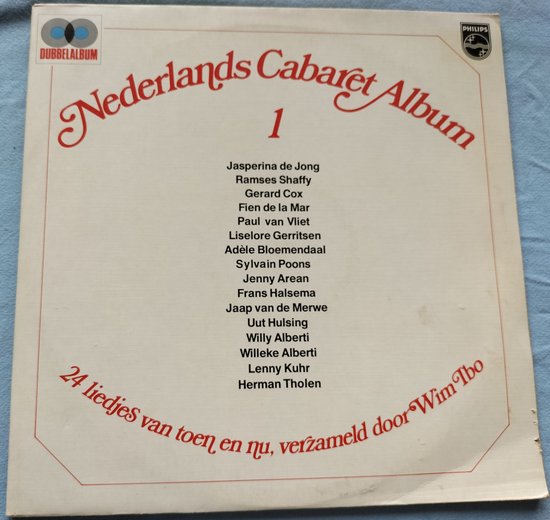 DUBBELALBUM
PHILIPS
Nederlands Cabaret Album
1
Jasperina de Jong
Ramses Shaffy
Gerard Cox
Fien de la Mar
Paul van Vliet
Liselore Gerritsen
Adèle Bloemendaal
Sylvain Poons
Jenny Arean
Frans Halsema
Jaap van de Merwe
Uut Hulsing
Willy Alberti
Willeke Alberti
Lenny Kuhr
Herman Tholen
24 liedjes van toen en nu, verzameld door Wim Ibo